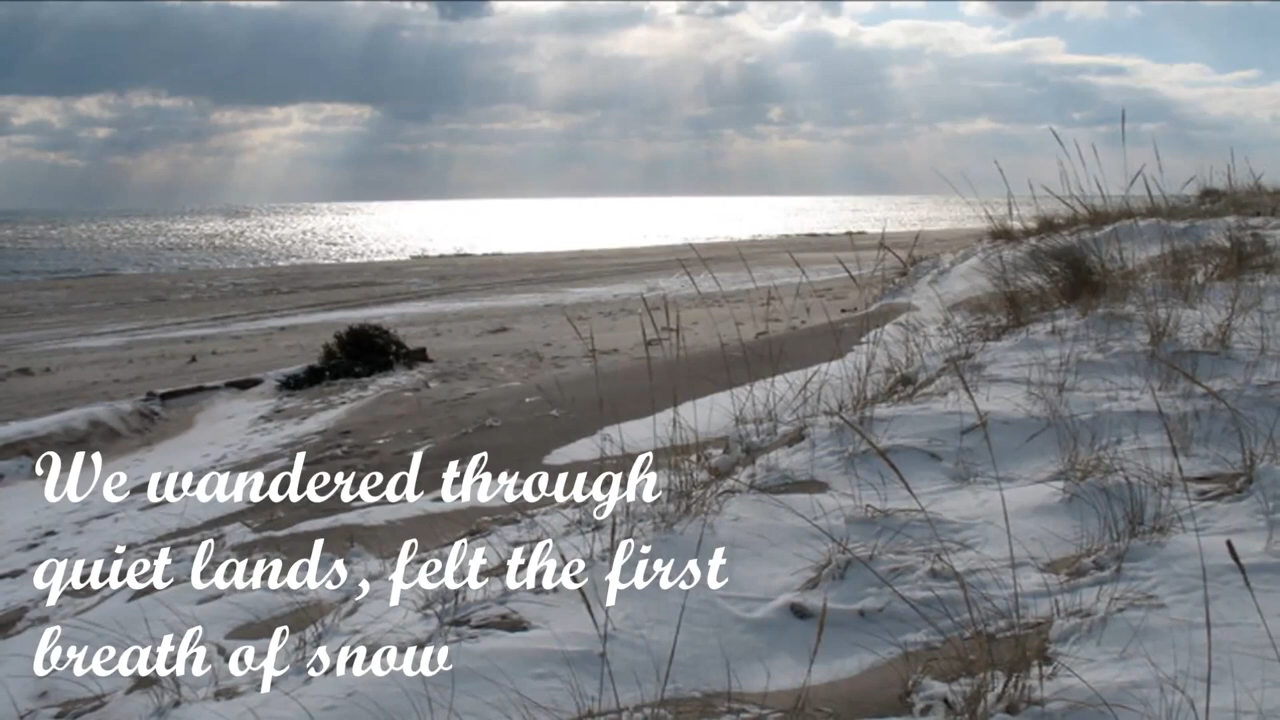 We wandered through
quiet lands, felt the first
breath of snow